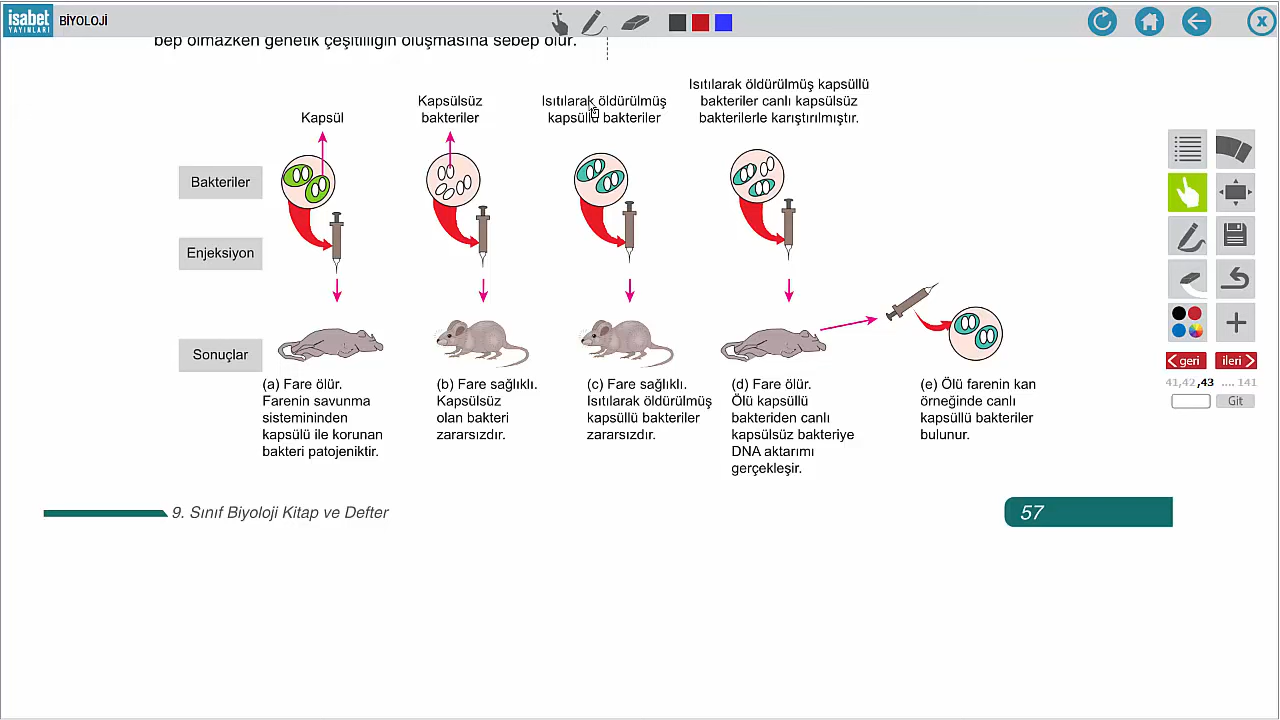 isabet
YAYINLARI
BİYOLOJİ
bep olmazken genetik çeşitliliğin oluşmasına sebep olur.
Kapsül
Kapsülsüz
bakteriler
Isıtılarak öldürülmüş
kapsüllü bakteriler
Isıtılarak öldürülmüş kapsüllü
bakteriler canlı kapsülsüz
bakterilerle karıştırılmıştır.
Bakteriler
Enjeksiyon
Sonuçlar
(a) Fare ölür.
Farenin savunma
sistemininden
kapsülü ile korunan
bakteri patojeniktir.
(b) Fare sağlıklı.
Kapsülsüz
olan bakteri
zararsızdır.
(c) Fare sağlıklı.
Isıtılarak öldürülmüş
kapsüllü bakteriler
zararsızdır.
(d) Fare ölür.
Ölü kapsüllü
bakteriden canlı
kapsülsüz bakteriye
DNA aktarımı
gerçekleşir.
(e) Ölü farenin kan
örneğinde canlı
kapsüllü bakteriler
bulunur.
geri ileri
41,42,43 .... 141
Git
9. Sınıf Biyoloji Kitap ve Defter
57